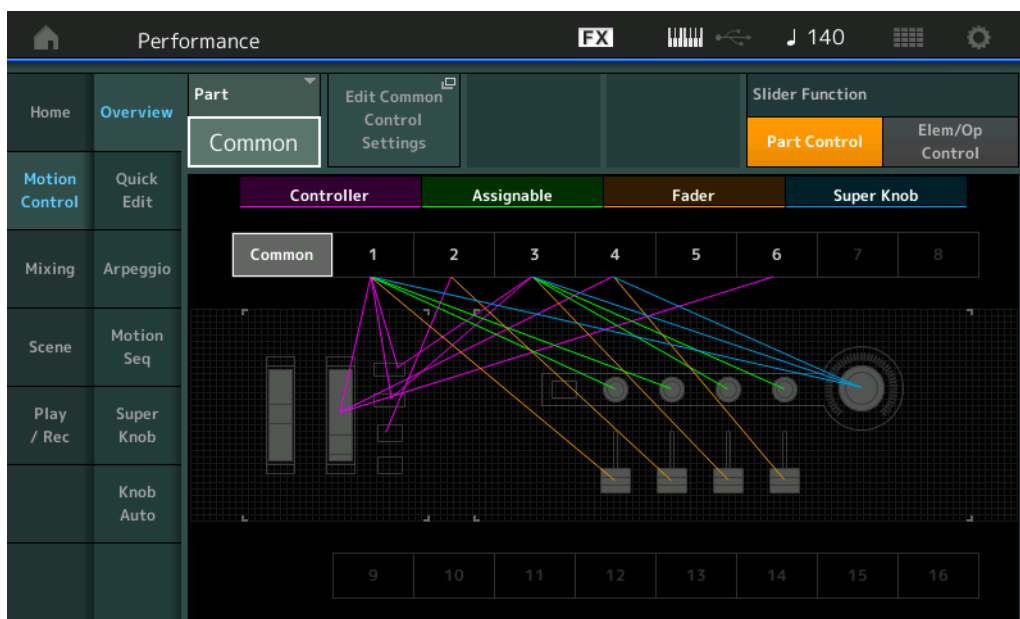 Performance
FX
♩ 140
Home
Motion
Control
Mixing
Scene
Play
/ Rec
Overview
Quick
Edit
Arpeggio
Motion
Seq
Super
Knob
Knob
Auto
Part
Common
Edit Common
Control
Settings
Slider Function
Part Control
Elem/Op
Control
Controller
Assignable
Fader
Super Knob
Common
1
2
3
4
5
6
7
8
9
10
11
12
13
14
15
16